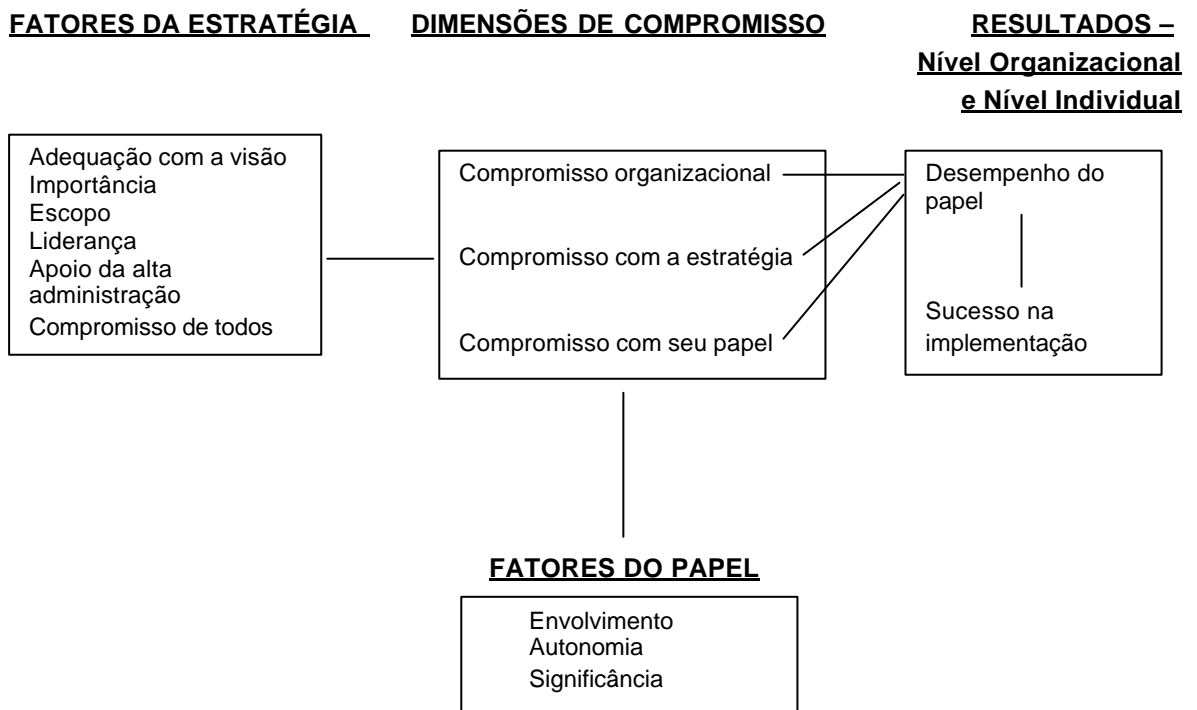 FATORES DA ESTRATÉGIA
DIMENSÕES DE COMPROMISSO
RESULTADOS –
Nível Organizacional
e Nível Individual
Adequação com a visão
Importância
Escopo
Liderança
Apoio da alta
administração
Compromisso de todos
Compromisso organizacional
Compromisso com a estratégia
Compromisso com seu papel
Desempenho do
papel
Sucesso na
implementação
FATORES DO PAPEL
Envolvimento
Autonomia
Significância